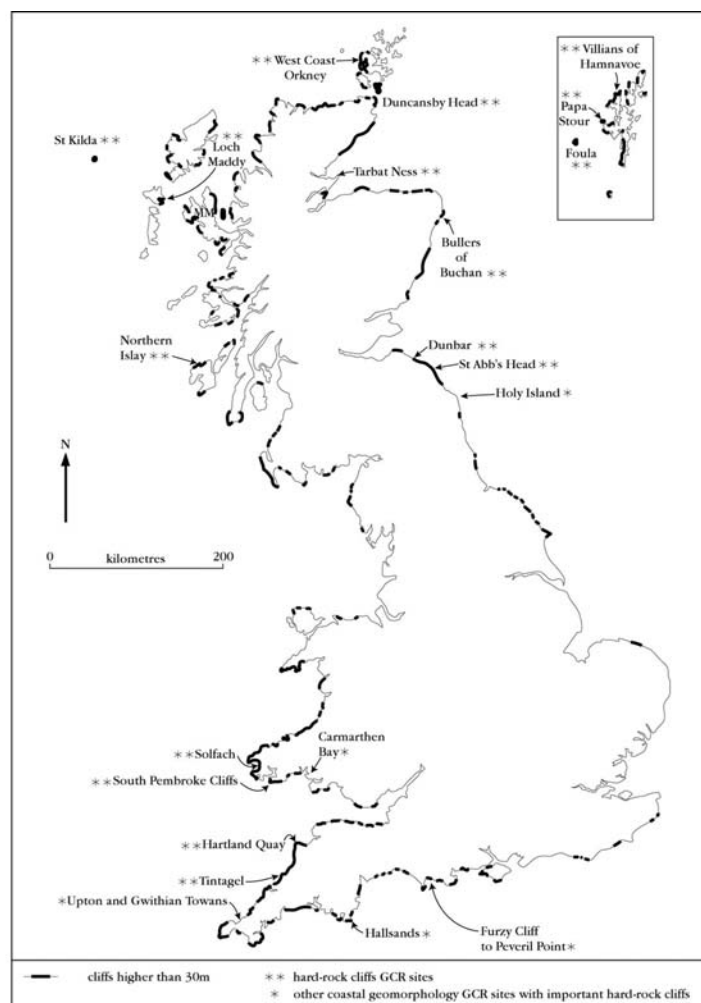 ** West Coast
Orkney
** Villians of
Hamnavoe
**
Papa
Stour
Foula
**
Duncansby Head **
St Kilda **
**
Loch
Maddy
Tarbat Ness **
MM
Bullers
of
Buchan **
Northern
Islay **
Dunbar **
St Abb's Head **
Holy Island *
N
0 200
kilometres
Carmarthen
Bay*
**Solfach
**South Pembroke Cliffs
**Hartland Quay
**Tintagel
*Upton and Gwithian Towans
Hallsands *
Furzy Cliff
to Peveril Point*
cliffs higher than 30m
** hard-rock cliffs GCR sites
* other coastal geomorphology GCR sites with important hard-rock cliffs